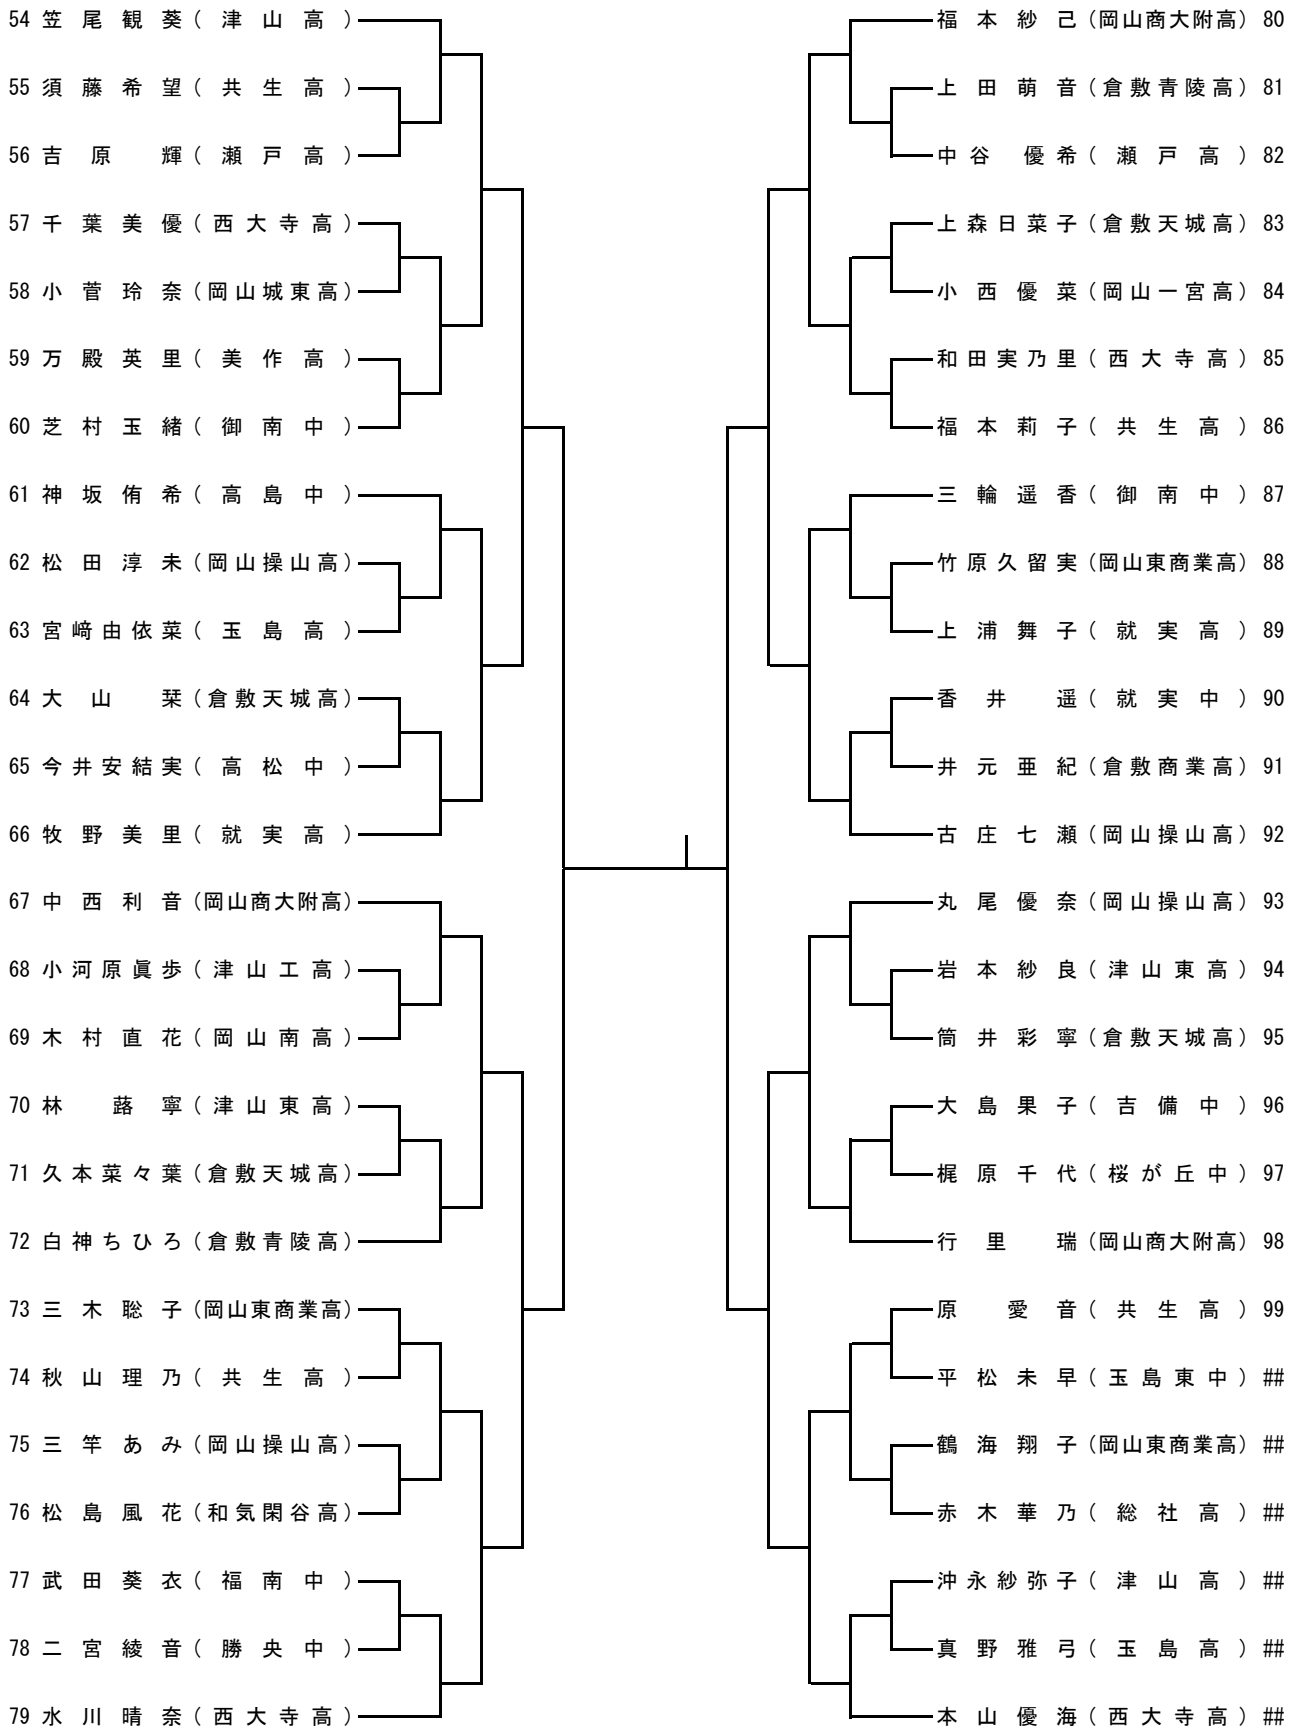 54 笠尾観葵(津山高)
55 須藤希望(共生高)
56 吉原輝(瀬戸高)
57 千葉美優(西大寺高)
58 小菅玲奈(岡山城東高)
59 万殿英里(美作高)
60 芝村玉緒(御南中)
61 神坂侑希(高島中)
62 松田淳未(岡山操山高)
63 宮﨑由依菜(玉島高)
64 大山栞(倉敷天城高)
65 今井安結実(高松中)
66 牧野美里(就実高)
67 中西利音(岡山商大附高)
68 小河原眞歩(津山工高)
69 木村直花(岡山南高)
70 林蕗寧(津山東高)
71 久本菜々葉(倉敷天城高)
72 白神ちひろ(倉敷青陵高)
73 三木聡子(岡山東商業高)
74 秋山理乃(共生高)
75 三竿あみ(岡山操山高)
76 松島風花(和気閑谷高)
77 武田葵衣(福南中)
78 二宮綾音(勝央中)
79 水川晴奈(西大寺高)
福本紗己(岡山商大附高) 80
上田萌音(倉敷青陵高) 81
中谷優希(瀬戸高) 82
上森日菜子(倉敷天城高) 83
小西優菜(岡山一宮高) 84
和田実乃里(西大寺高) 85
福本莉子(共生高) 86
三輪遥香(御南中) 87
竹原久留実(岡山東商業高) 88
上浦舞子(就実高) 89
香井遥(就実中) 90
井元亜紀(倉敷商業高) 91
古庄七瀬(岡山操山高) 92
丸尾優奈(岡山操山高) 93
岩本紗良(津山東高) 94
筒井彩寧(倉敷天城高) 95
大島果子(吉備中) 96
梶原千代(桜が丘中) 97
行里瑞(岡山商大附高) 98
原愛音(共生高) 99
平松未早(玉島東中) ##
鶴海翔子(岡山東商業高) ##
赤木華乃(総社高) ##
沖永紗弥子(津山高) ##
真野雅弓(玉島高) ##
本山優海(西大寺高) ##